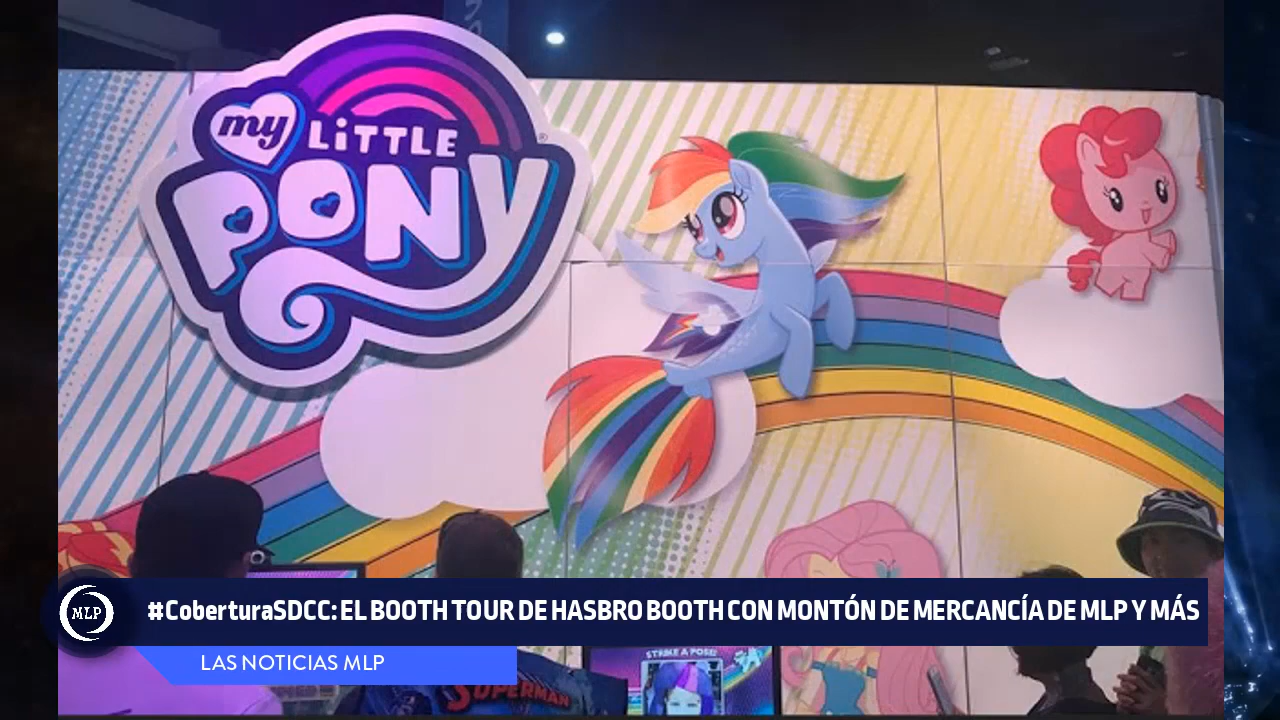 my LiTTLE
PONY
®
MLP
#CoberturaSDCC: EL BOOTH TOUR DE HASBRO BOOTH CON MONTÓN DE MERCANCÍA DE MLP Y MÁS
LAS NOTICIAS MLP
STRIKE A POSE!
SUPERMAN